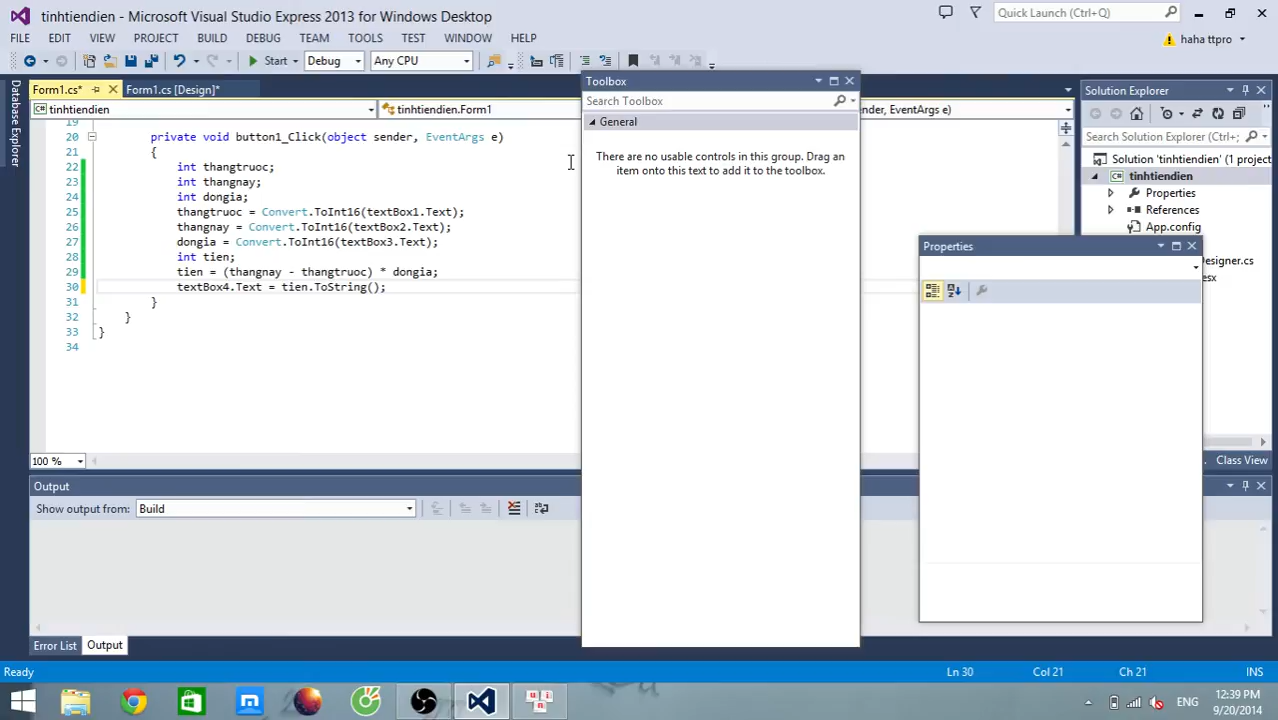 tinhtiendien - Microsoft Visual Studio Express 2013 for Windows Desktop
Quick Launch (Ctrl+Q)
FILE EDIT VIEW PROJECT BUILD DEBUG TEAM TOOLS TEST WINDOW HELP
haha ttpro
Start Debug Any CPU
Database Explorer
Form1.cs* Form1.cs [Design]*
tinhtiendien tinhtiendien.Form1 nder, EventArgs e)
19
20 private void button1_Click(object sender, EventArgs e)
21 {
22 int thangtruoc;
23 int thangnay;
24 int dongia;
25 thangtruoc = Convert.ToInt16(textBox1.Text);
26 thangnay = Convert.ToInt16(textBox2.Text);
27 dongia = Convert.ToInt16(textBox3.Text);
28 int tien;
29 tien = (thangnay - thangtruoc) * dongia;
30 textBox4.Text = tien.ToString();
31 }
32 }
33 }
34
100 %
Toolbox
Search Toolbox
General
There are no usable controls in this group. Drag an
item onto this text to add it to the toolbox.
Solution Explorer
Search Solution Explorer (Ctrl+;
Solution 'tinhtiendien' (1 project
tinhtiendien
Properties
References
App.config
Designer.cs
esx
Properties
Class View
Output
Show output from: Build
Error List Output
Ready Ln 30 Col 21 Ch 21 INS
ENG
12:39 PM
9/20/2014